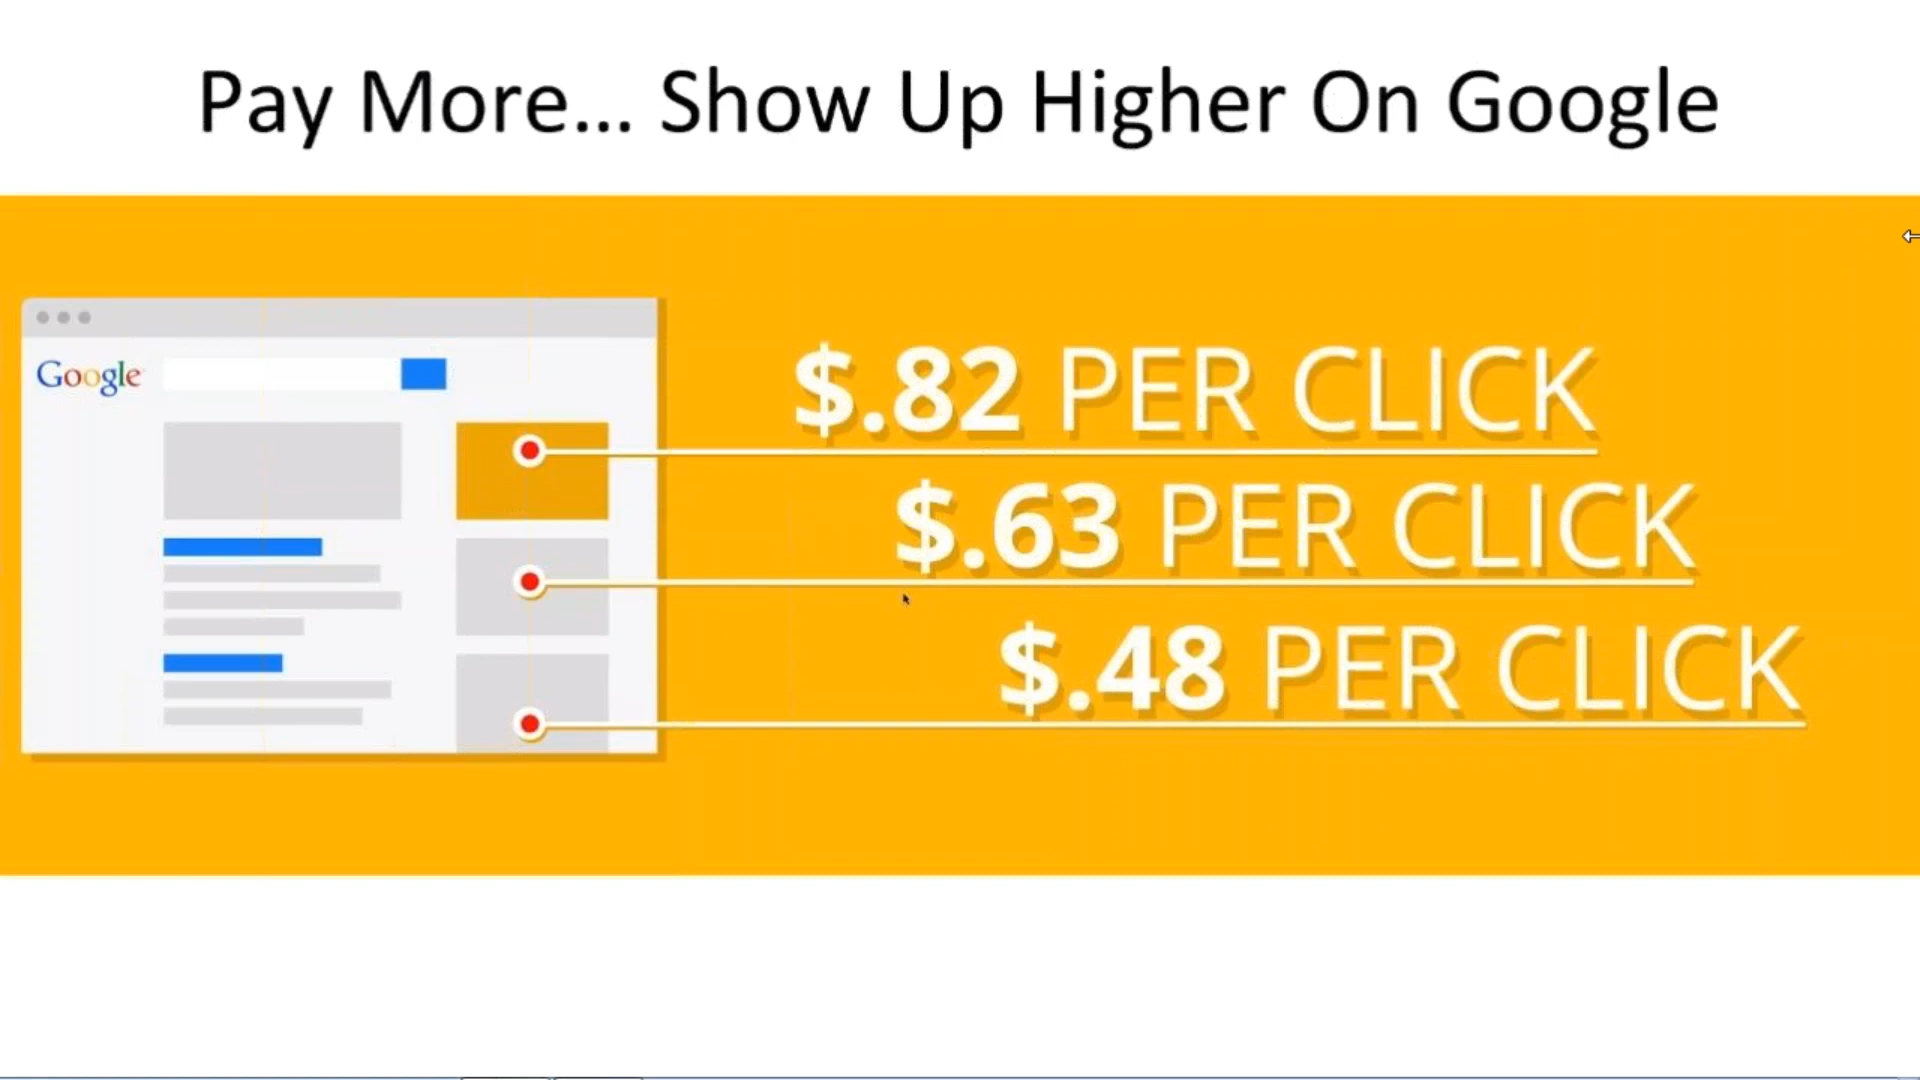 Pay More... Show Up Higher On Google
Google
$.82 PER CLICK
$.63 PER CLICK
$.48 PER CLICK